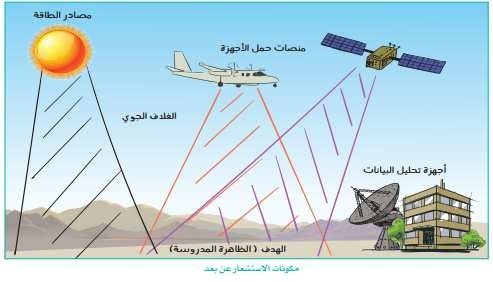 مصادر الطاقة
منصات حمل الأجهزة
الغلاف الجوي
أجهزة تحليل البيانات
الهدف ( الظاهرة المدروسة)
مكونات الاستشعار عن بعد